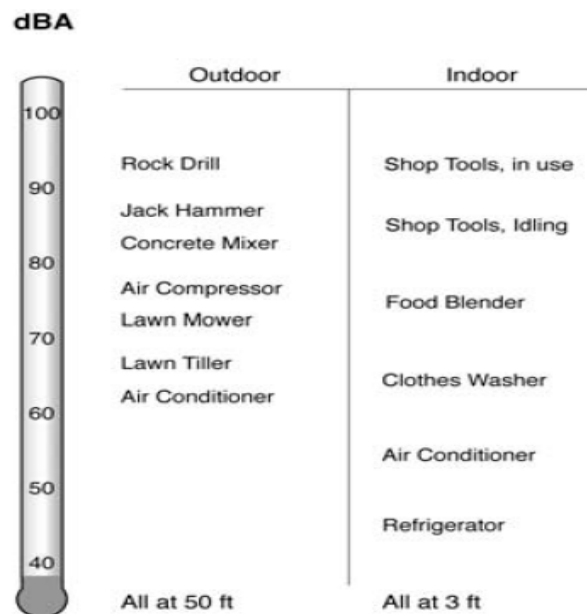 dBA
Outdoor Indoor
100
Rock Drill Shop Tools, in use
90
Jack Hammer
Shop Tools, Idling
Concrete Mixer
80
Air Compressor
Food Blender
Lawn Mower
70
Lawn Tiller
Clothes Washer
Air Conditioner
60
Air Conditioner
50
Refrigerator
40
All at 50 ft All at 3 ft